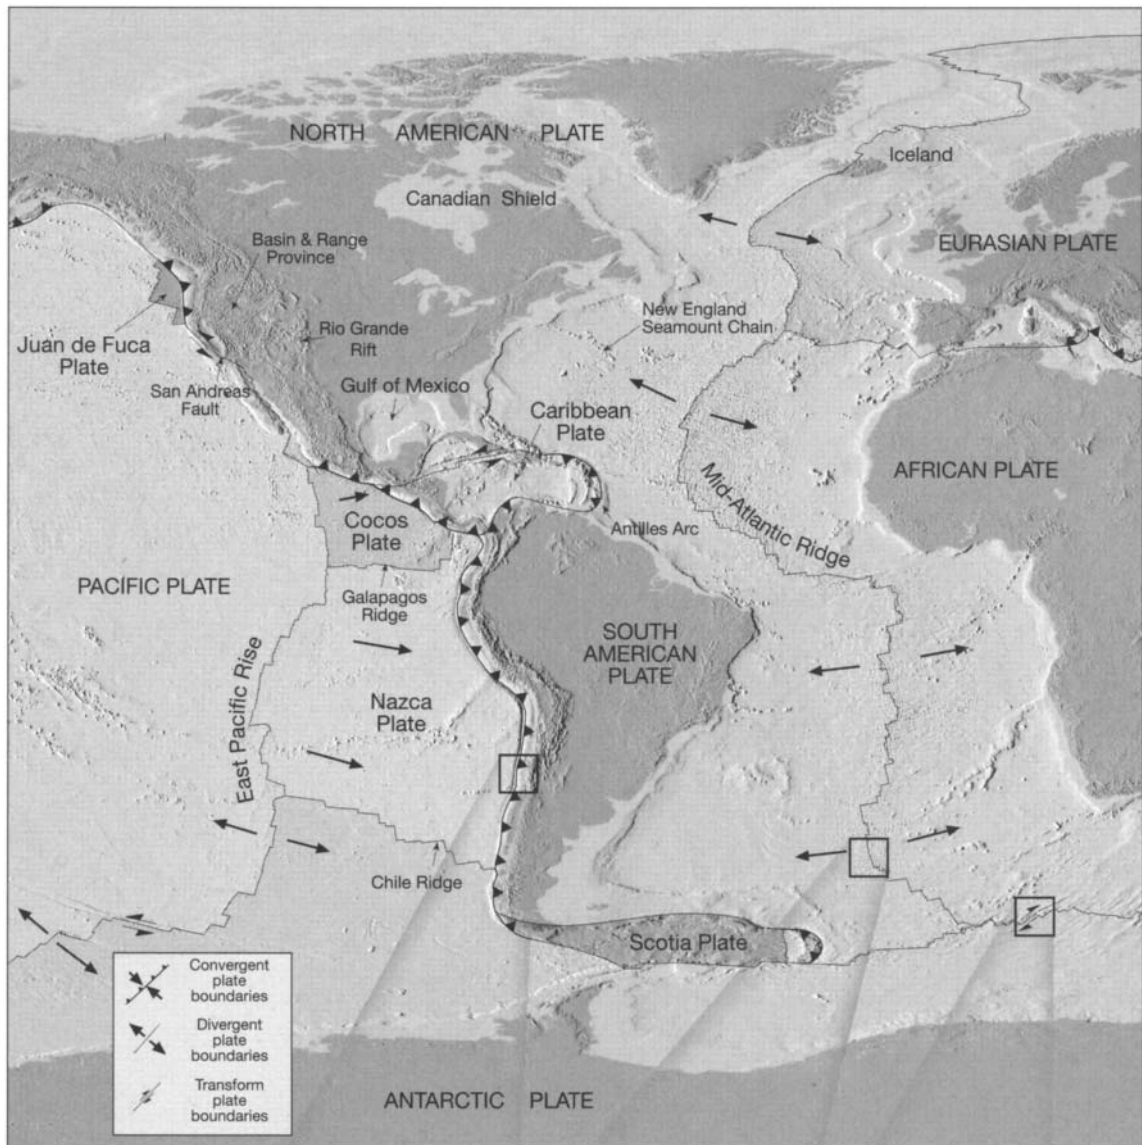 NORTH AMERICAN PLATE
Iceland
Canadian Shield
Basin & Range
Province
EURASIAN PLATE
New England
Seamount Chain
Juan de Fuca
Plate
Rio Grande
Rift
San Andreas
Fault
Gulf of Mexico
Caribbean
Plate
AFRICAN PLATE
Mid-Atlantic Ridge
Cocos
Plate
Antilles Arc
PACIFIC PLATE
Galapagos
Ridge
SOUTH
AMERICAN
PLATE
East Pacific Rise
Nazca
Plate
Chile Ridge
Scotia Plate
Convergent
plate
boundaries
Divergent
plate
boundaries
Transform
plate
boundaries
ANTARCTIC PLATE